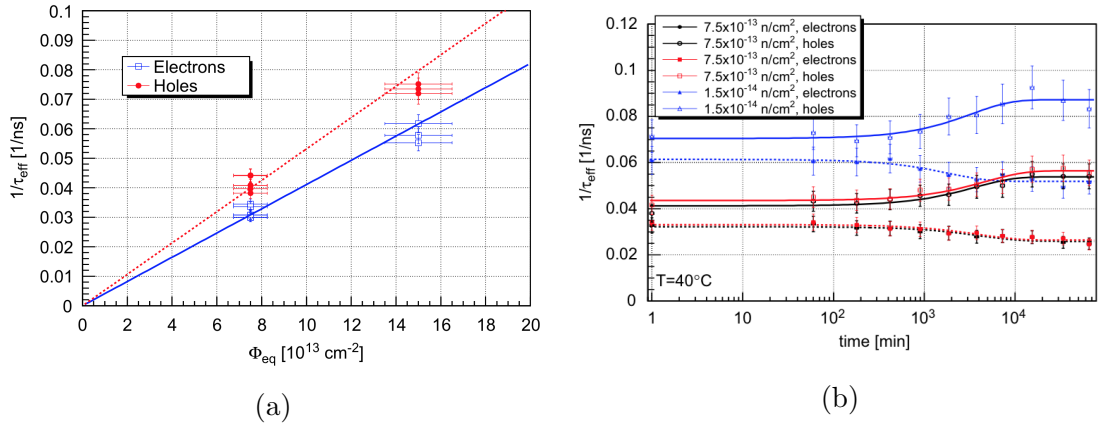 0.1
0.09
0.08
0.07
0.06
0.05
0.04
0.03
0.02
0.01
0
1/τeff [1/ns]
Electrons
Holes
0 2 4 6 8 10 12 14 16 18 20
Φeq [10¹³ cm⁻²]
(a)
0.12
0.1
0.08
0.06
0.04
0.02
0
1/τeff [1/ns]
7.5x10⁻¹³ n/cm², electrons
7.5x10⁻¹³ n/cm², holes
7.5x10⁻¹³ n/cm², electrons
7.5x10⁻¹³ n/cm², holes
1.5x10⁻¹⁴ n/cm², electrons
1.5x10⁻¹⁴ n/cm², holes
T=40°C
1 10 10² 10³ 10⁴
time [min]
(b)